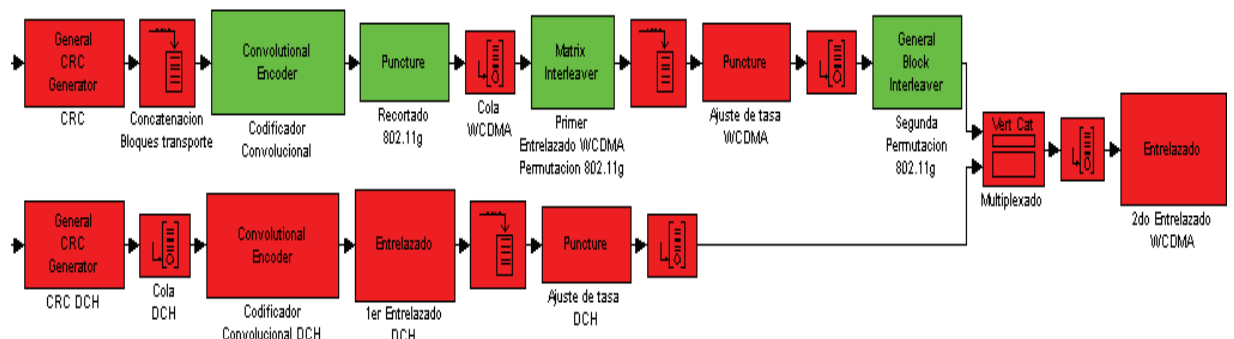 General
CRC
Generator
CRC
Concatenacion
Bloques transporte
Convolutional
Encoder
Codificador
Convolucional
Puncture
Recortado
802.11g
Cola
WCDMA
Matrix
Interleaver
Primer
Entrelazado WCDMA
Permutacion 802.11g
Puncture
Ajuste de tasa
WCDMA
General
Block
Interleaver
Segunda
Permutacion
802.11g
Vert Cat
Multiplexado
Entrelazado
2do Entrelazado
WCDMA
General
CRC
Generator
CRC DCH
Cola
DCH
Convolutional
Encoder
Codificador
Convolucional DCH
Entrelazado
1er Entrelazado
DCH
Puncture
Ajuste de tasa
DCH